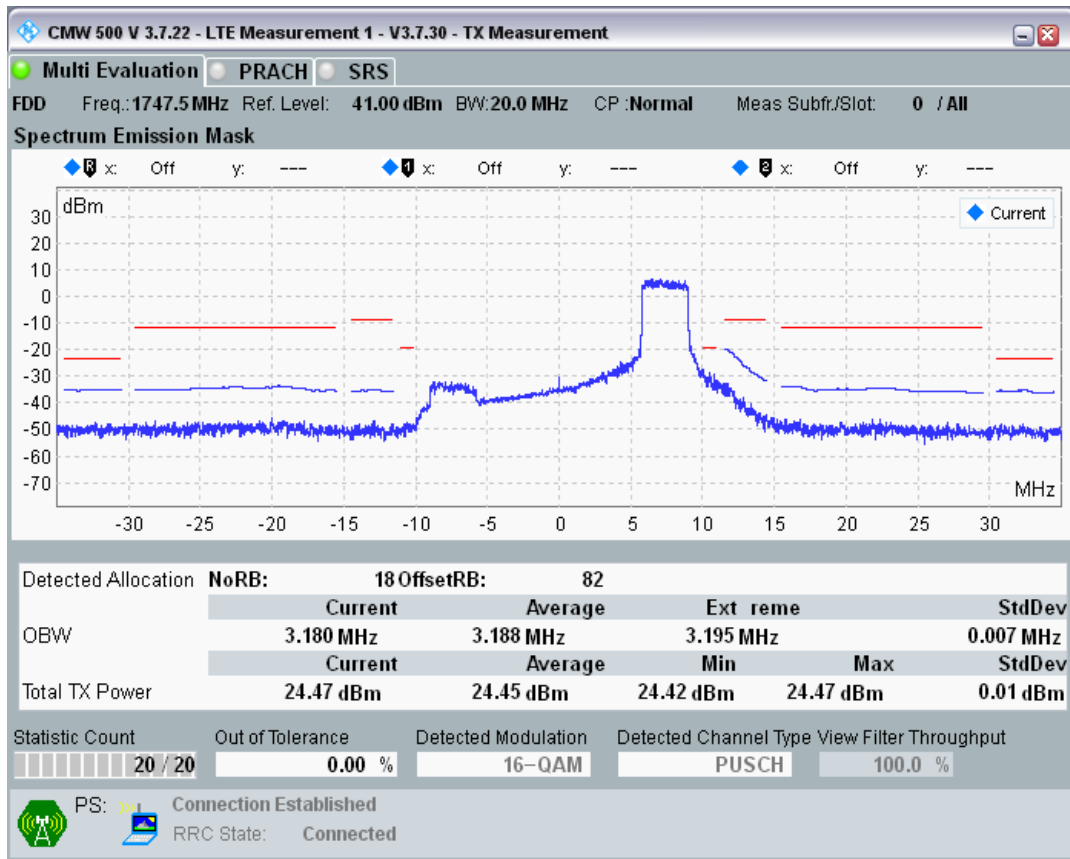 CMW 500 V 3.7.22 - LTE Measurement 1 - V3.7.30 - TX Measurement
Multi Evaluation PRACH SRS
FDD Freq.:1747.5 MHz Ref. Level: 41.00 dBm BW:20.0 MHz CP :Normal Meas Subfr./Slot: 0 / All
Spectrum Emission Mask
R x: Off y: --- 1 x: Off y: --- 2 x: Off y: ---
dBm
Current
30
20
10
0
-10
-20
-30
-40
-50
-60
-70
MHz
-30 -25 -20 -15 -10 -5 0 5 10 15 20 25 30
Detected Allocation NoRB: 18 OffsetRB: 82
Current Average Ext reme StdDev
OBW 3.180 MHz 3.188 MHz 3.195 MHz 0.007 MHz
Current Average Min Max StdDev
Total TX Power 24.47 dBm 24.45 dBm 24.42 dBm 24.47 dBm 0.01 dBm
Statistic Count Out of Tolerance Detected Modulation Detected Channel Type View Filter Throughput
20 / 20 0.00 % 16-QAM PUSCH 100.0 %
PS: Connection Established
RRC State: Connected